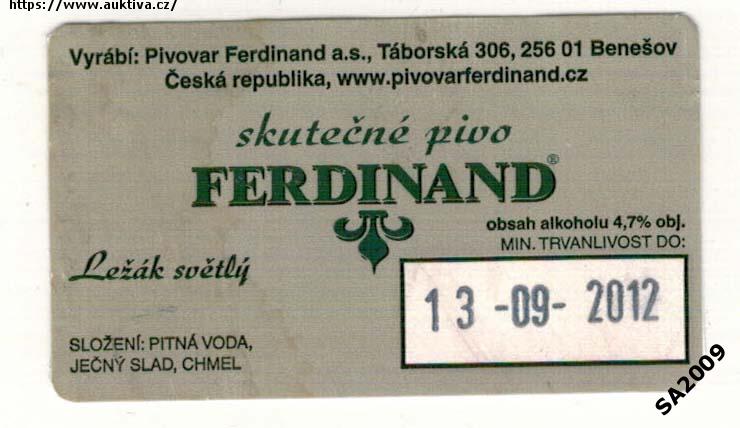 https://www.auktiva.cz/
Vyrábí: Pivovar Ferdinand a.s., Táborská 306, 256 01 Benešov
Česká republika, www.pivovarferdinand.cz
skutečné pivo
FERDINAND®
obsah alkoholu 4,7% obj.
MIN. TRVANLIVOST DO:
Ležák světlý
13 -09- 2012
SLOŽENÍ: PITNÁ VODA,
JEČNÝ SLAD, CHMEL
SA2009